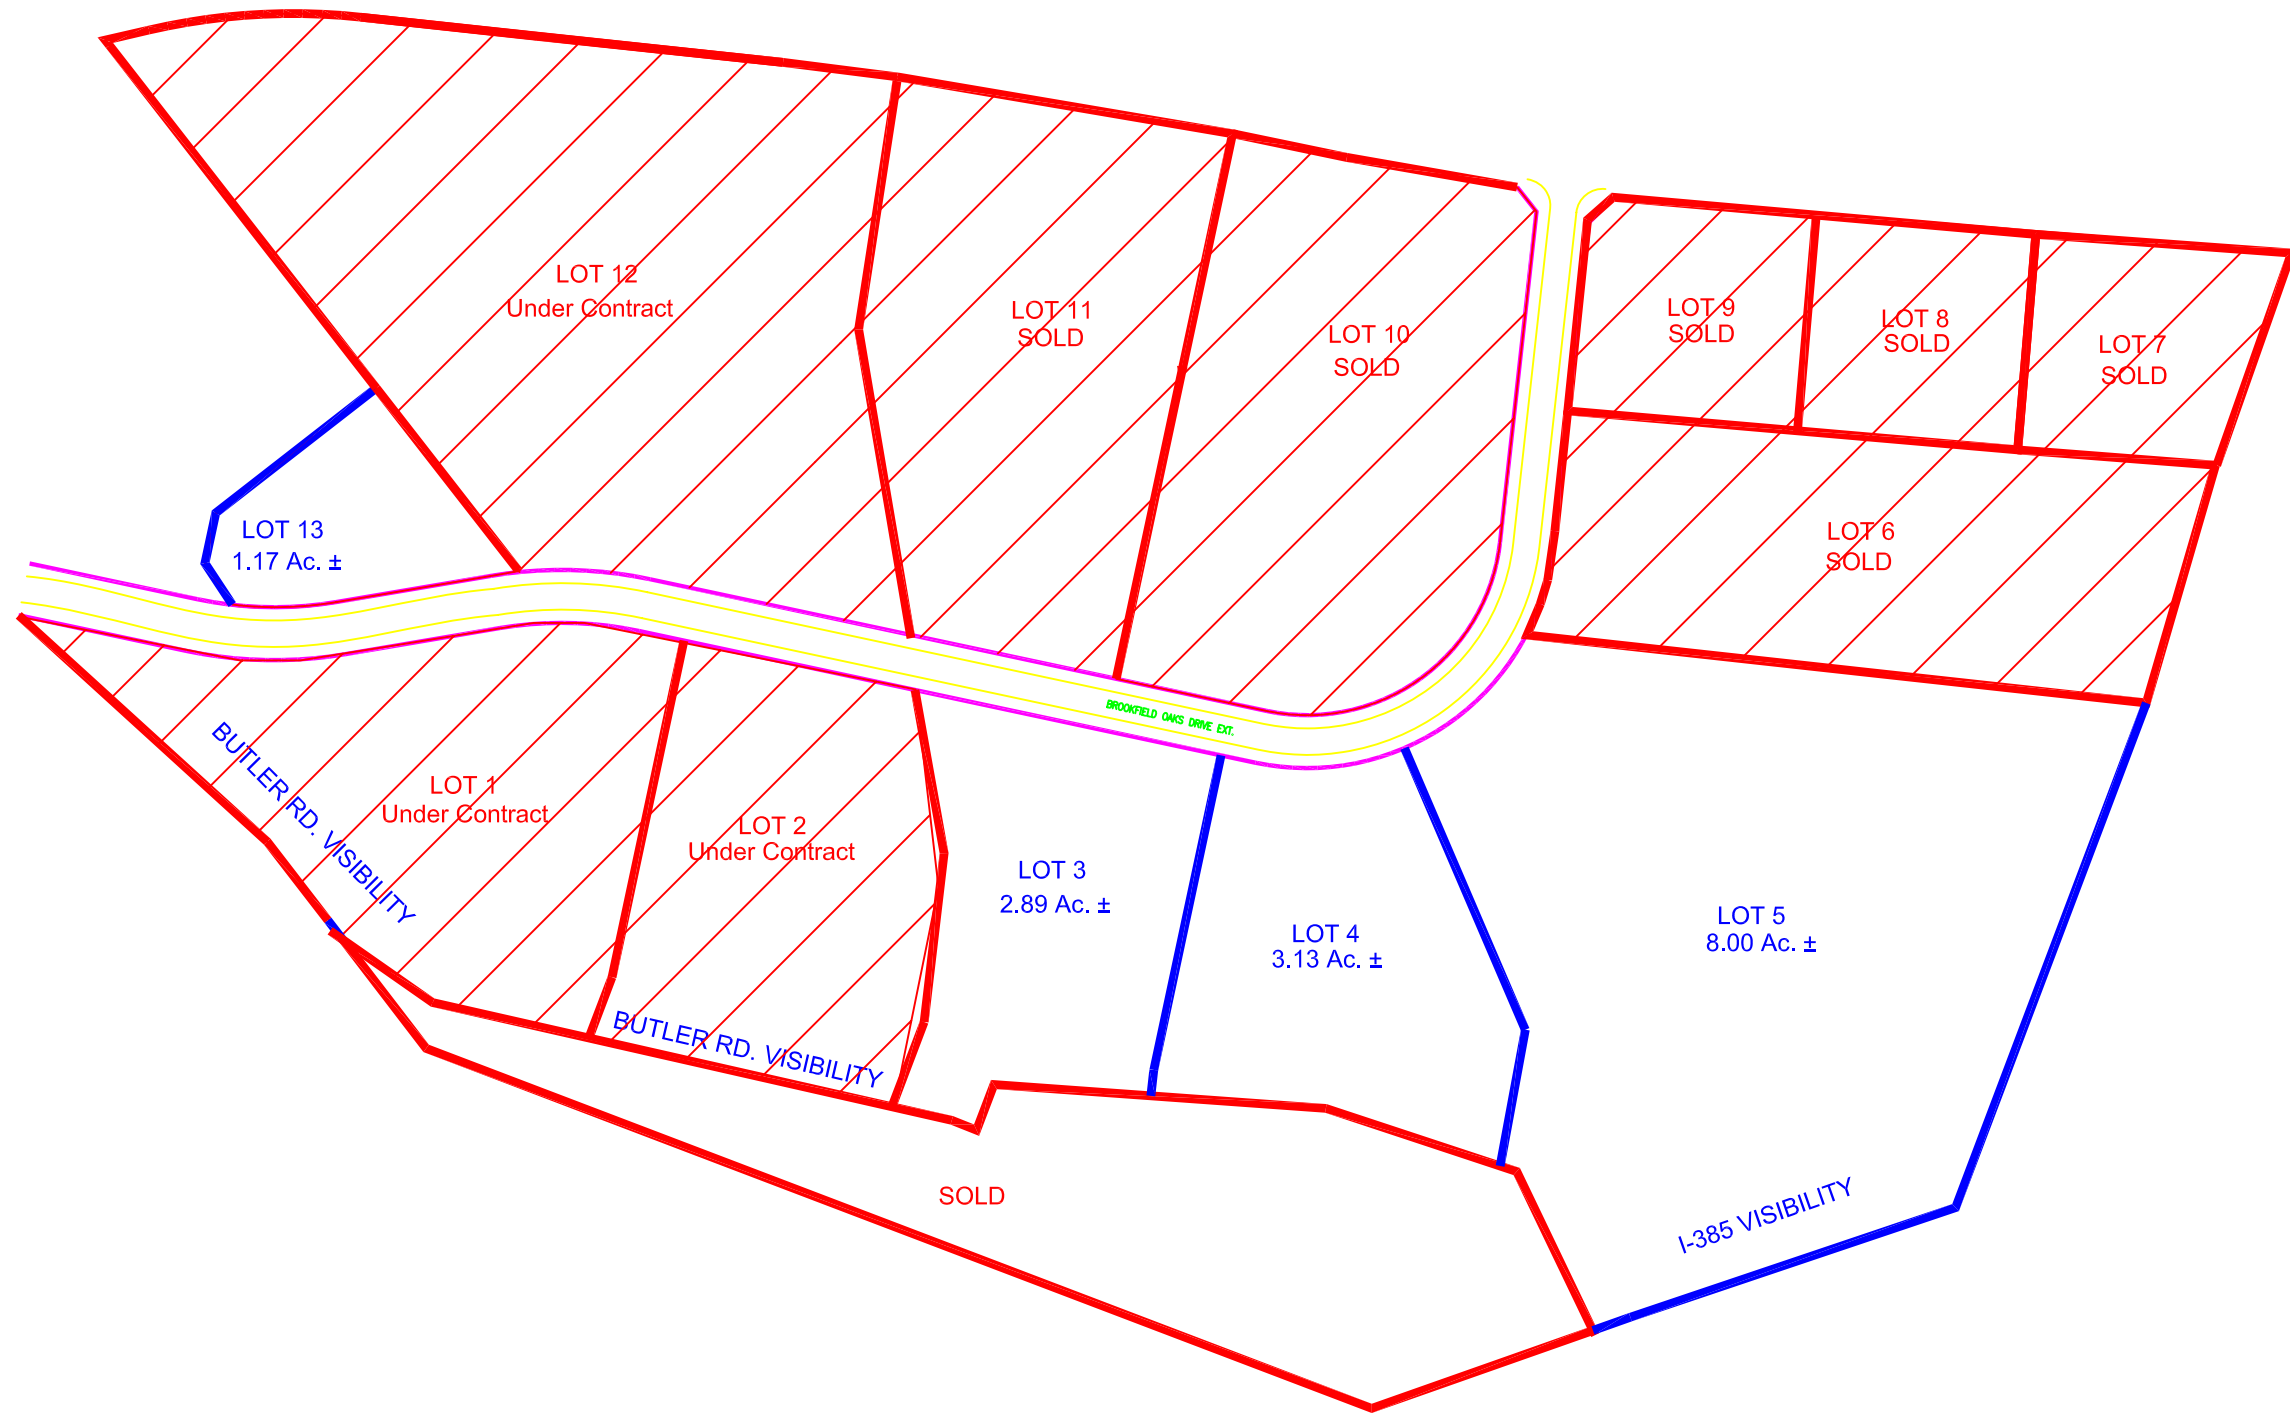 LOT 12
Under Contract
LOT 11
SOLD
LOT 10
SOLD
LOT 9
SOLD
LOT 8
SOLD
LOT 7
SOLD
LOT 6
SOLD
LOT 13
1.17 Ac. ±
BROOKFIELD OAKS DRIVE EXT.
BUTLER RD. VISIBILITY
LOT 1
Under Contract
LOT 2
Under Contract
LOT 3
2.89 Ac. ±
LOT 4
3.13 Ac. ±
LOT 5
8.00 Ac. ±
BUTLER RD. VISIBILITY
SOLD
I-385 VISIBILITY